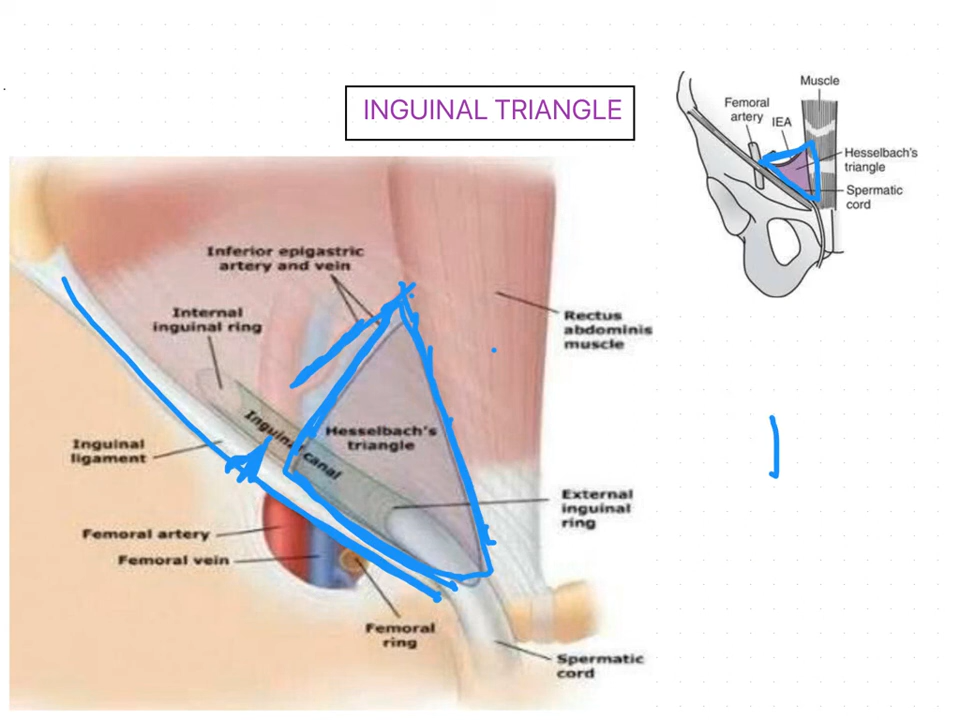 INGUINAL TRIANGLE
Muscle
Femoral
artery
IEA
Hesselbach's
triangle
Spermatic
cord
Inferior epigastric
artery and vein
Internal
inguinal ring
Rectus
abdominis
muscle
Inguinal canal
Hesselbach's
triangle
Inguinal
ligament
External
inguinal
ring
Femoral artery
Femoral vein
Femoral
ring
Spermatic
cord